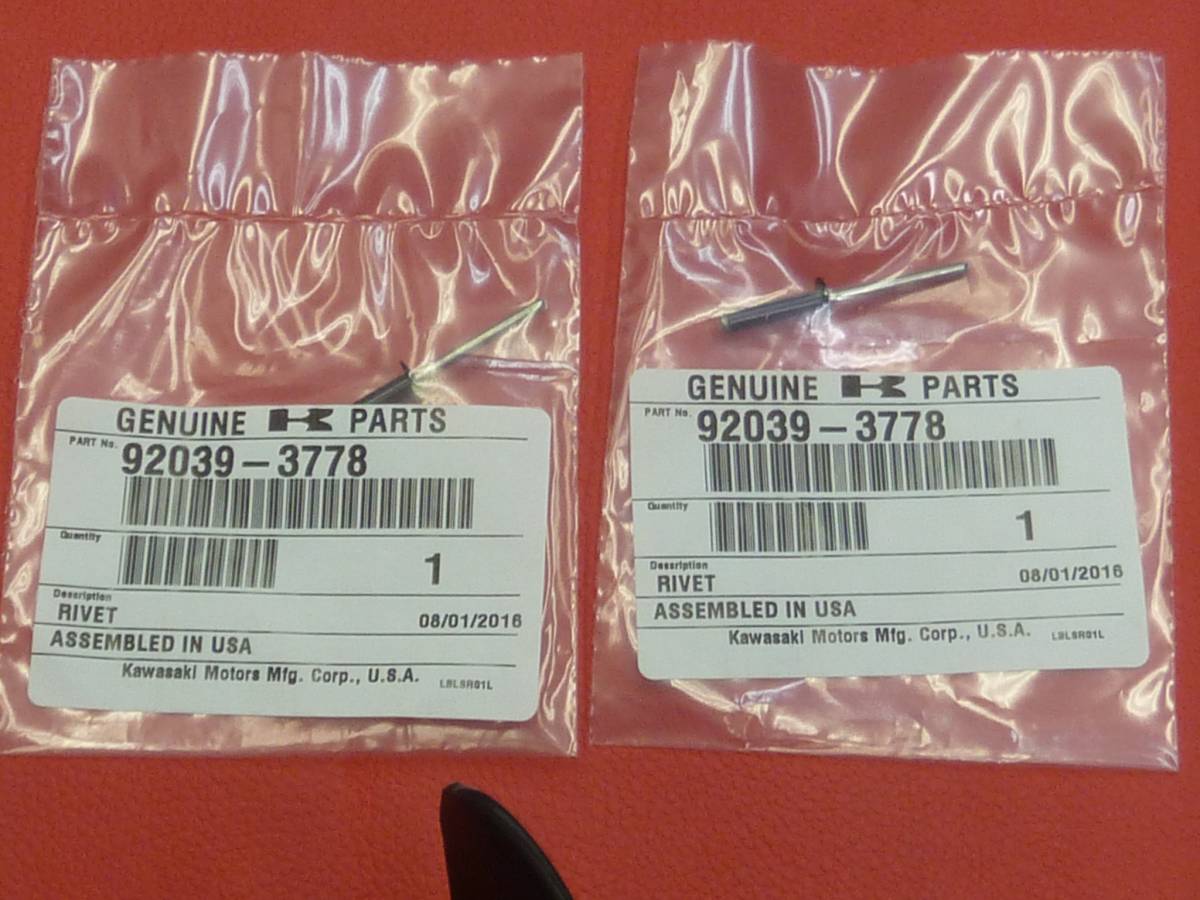 GENUINE K PARTS
PART No. 92039-3778
Quantity
1
Description
RIVET 08/01/2016
ASSEMBLED IN USA
Kawasaki Motors Mfg. Corp., U.S.A. LBLSR01L
GENUINE K PARTS
PART No. 92039-3778
Quantity
1
Description
RIVET 08/01/2016
ASSEMBLED IN USA
Kawasaki Motors Mfg. Corp., U.S.A. LBLSR01L